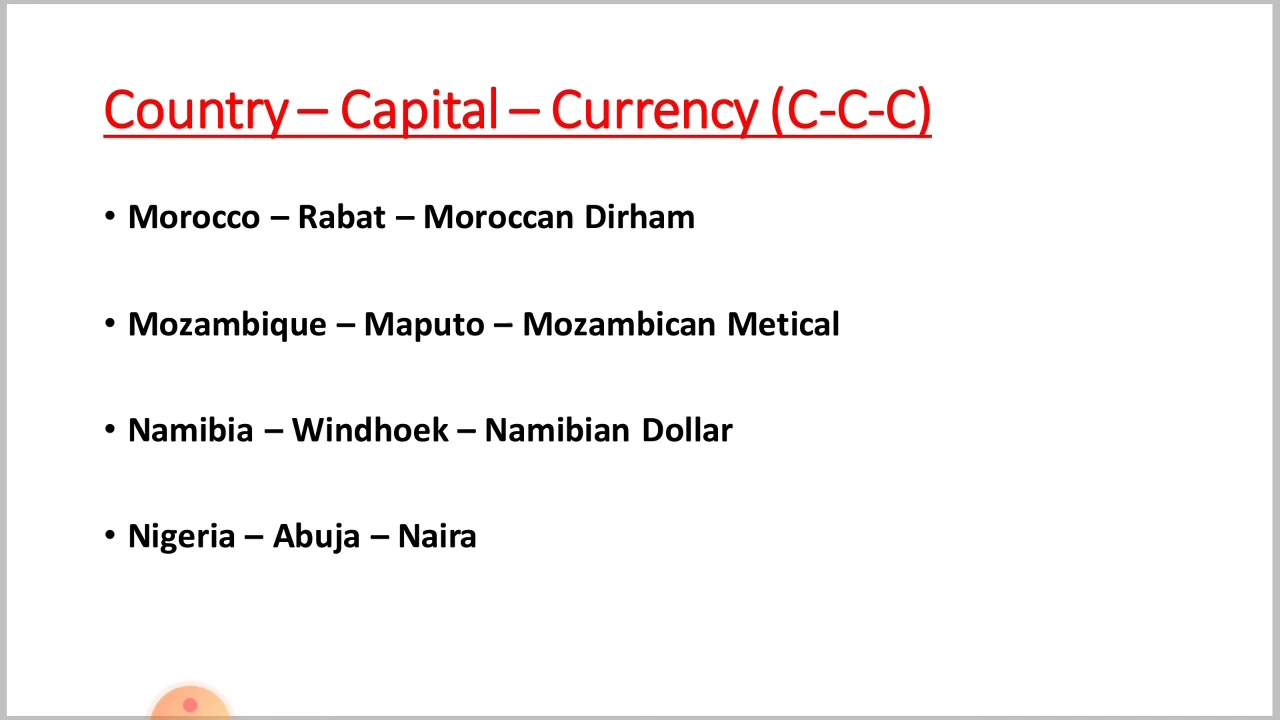 Country – Capital – Currency (C-C-C)
• Morocco – Rabat – Moroccan Dirham
• Mozambique – Maputo – Mozambican Metical
• Namibia – Windhoek – Namibian Dollar
• Nigeria – Abuja – Naira